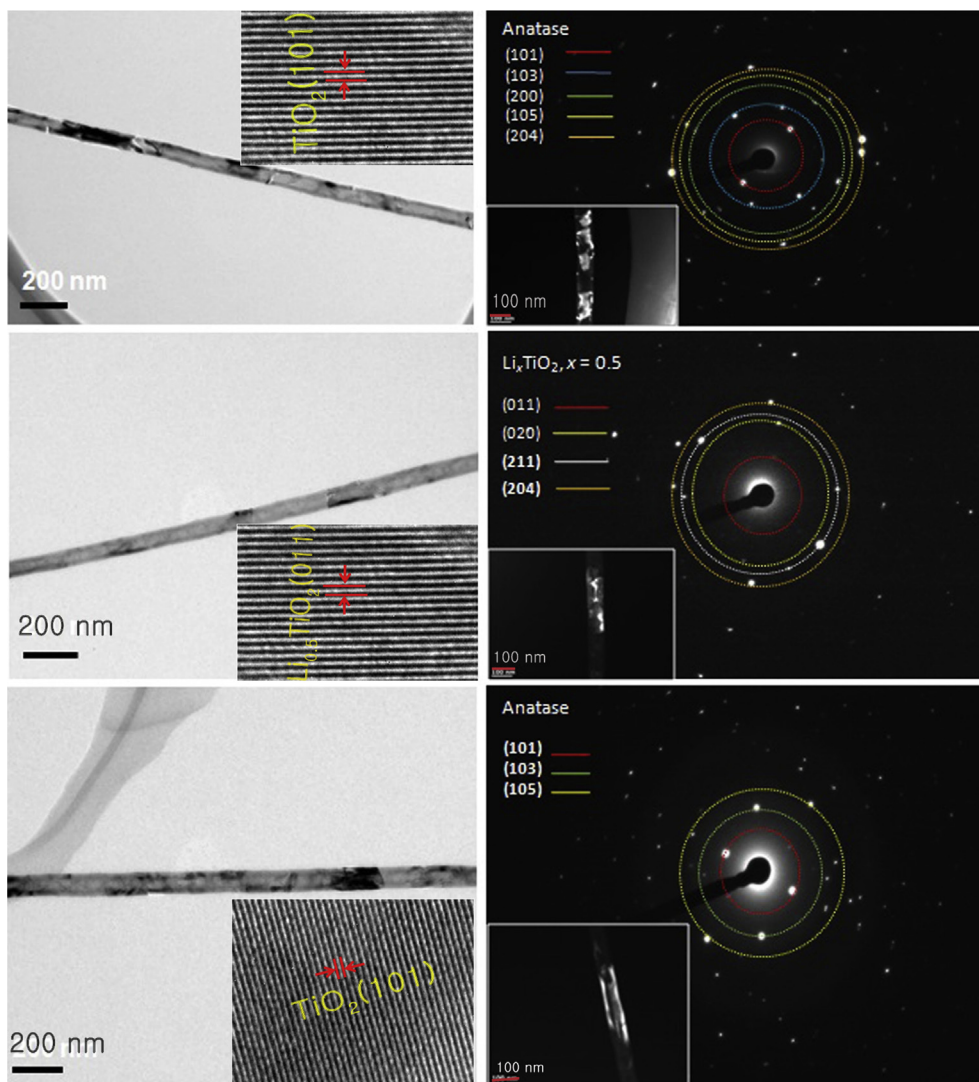 TiO₂(101)
200 nm
Anatase
(101)
(103)
(200)
(105)
(204)
100 nm
Li₀.₅TiO₂(011)
200 nm
LiₓTiO₂, x = 0.5
(011)
(020)
(211)
(204)
100 nm
TiO₂(101)
200 nm
Anatase
(101)
(103)
(105)
100 nm